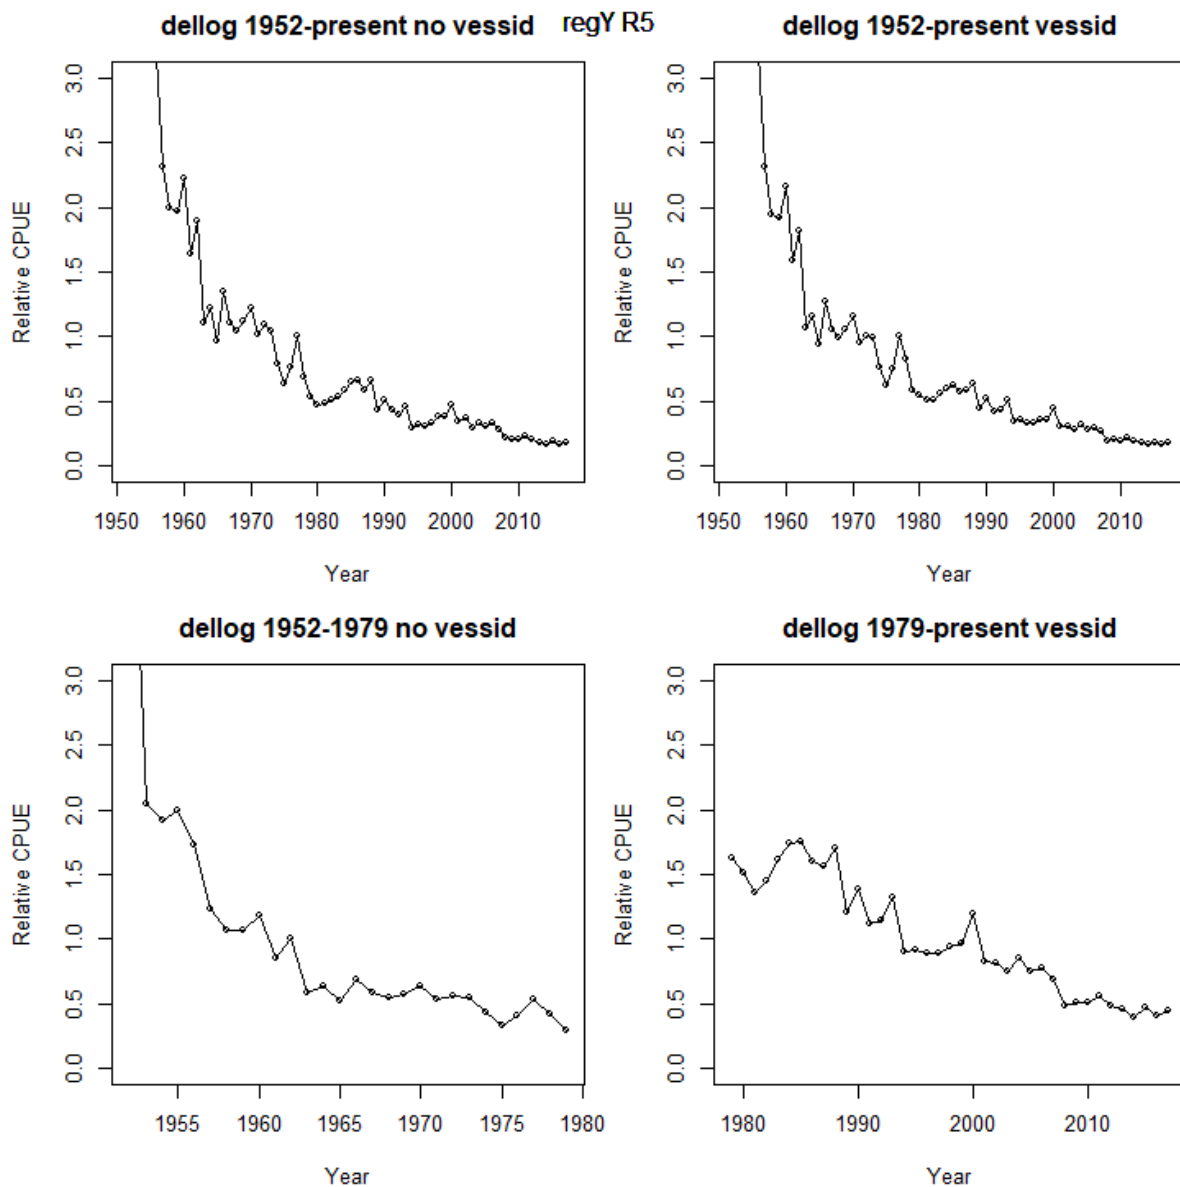 dellog 1952-present no vessid
regY R5
dellog 1952-present vessid
3.0
2.5
2.0
1.5
1.0
0.5
0.0
Relative CPUE
1950 1960 1970 1980 1990 2000 2010
Year
3.0
2.5
2.0
1.5
1.0
0.5
0.0
Relative CPUE
1950 1960 1970 1980 1990 2000 2010
Year
dellog 1952-1979 no vessid
3.0
2.5
2.0
1.5
1.0
0.5
0.0
Relative CPUE
1955 1960 1965 1970 1975 1980
Year
dellog 1979-present vessid
3.0
2.5
2.0
1.5
1.0
0.5
0.0
Relative CPUE
1980 1990 2000 2010
Year